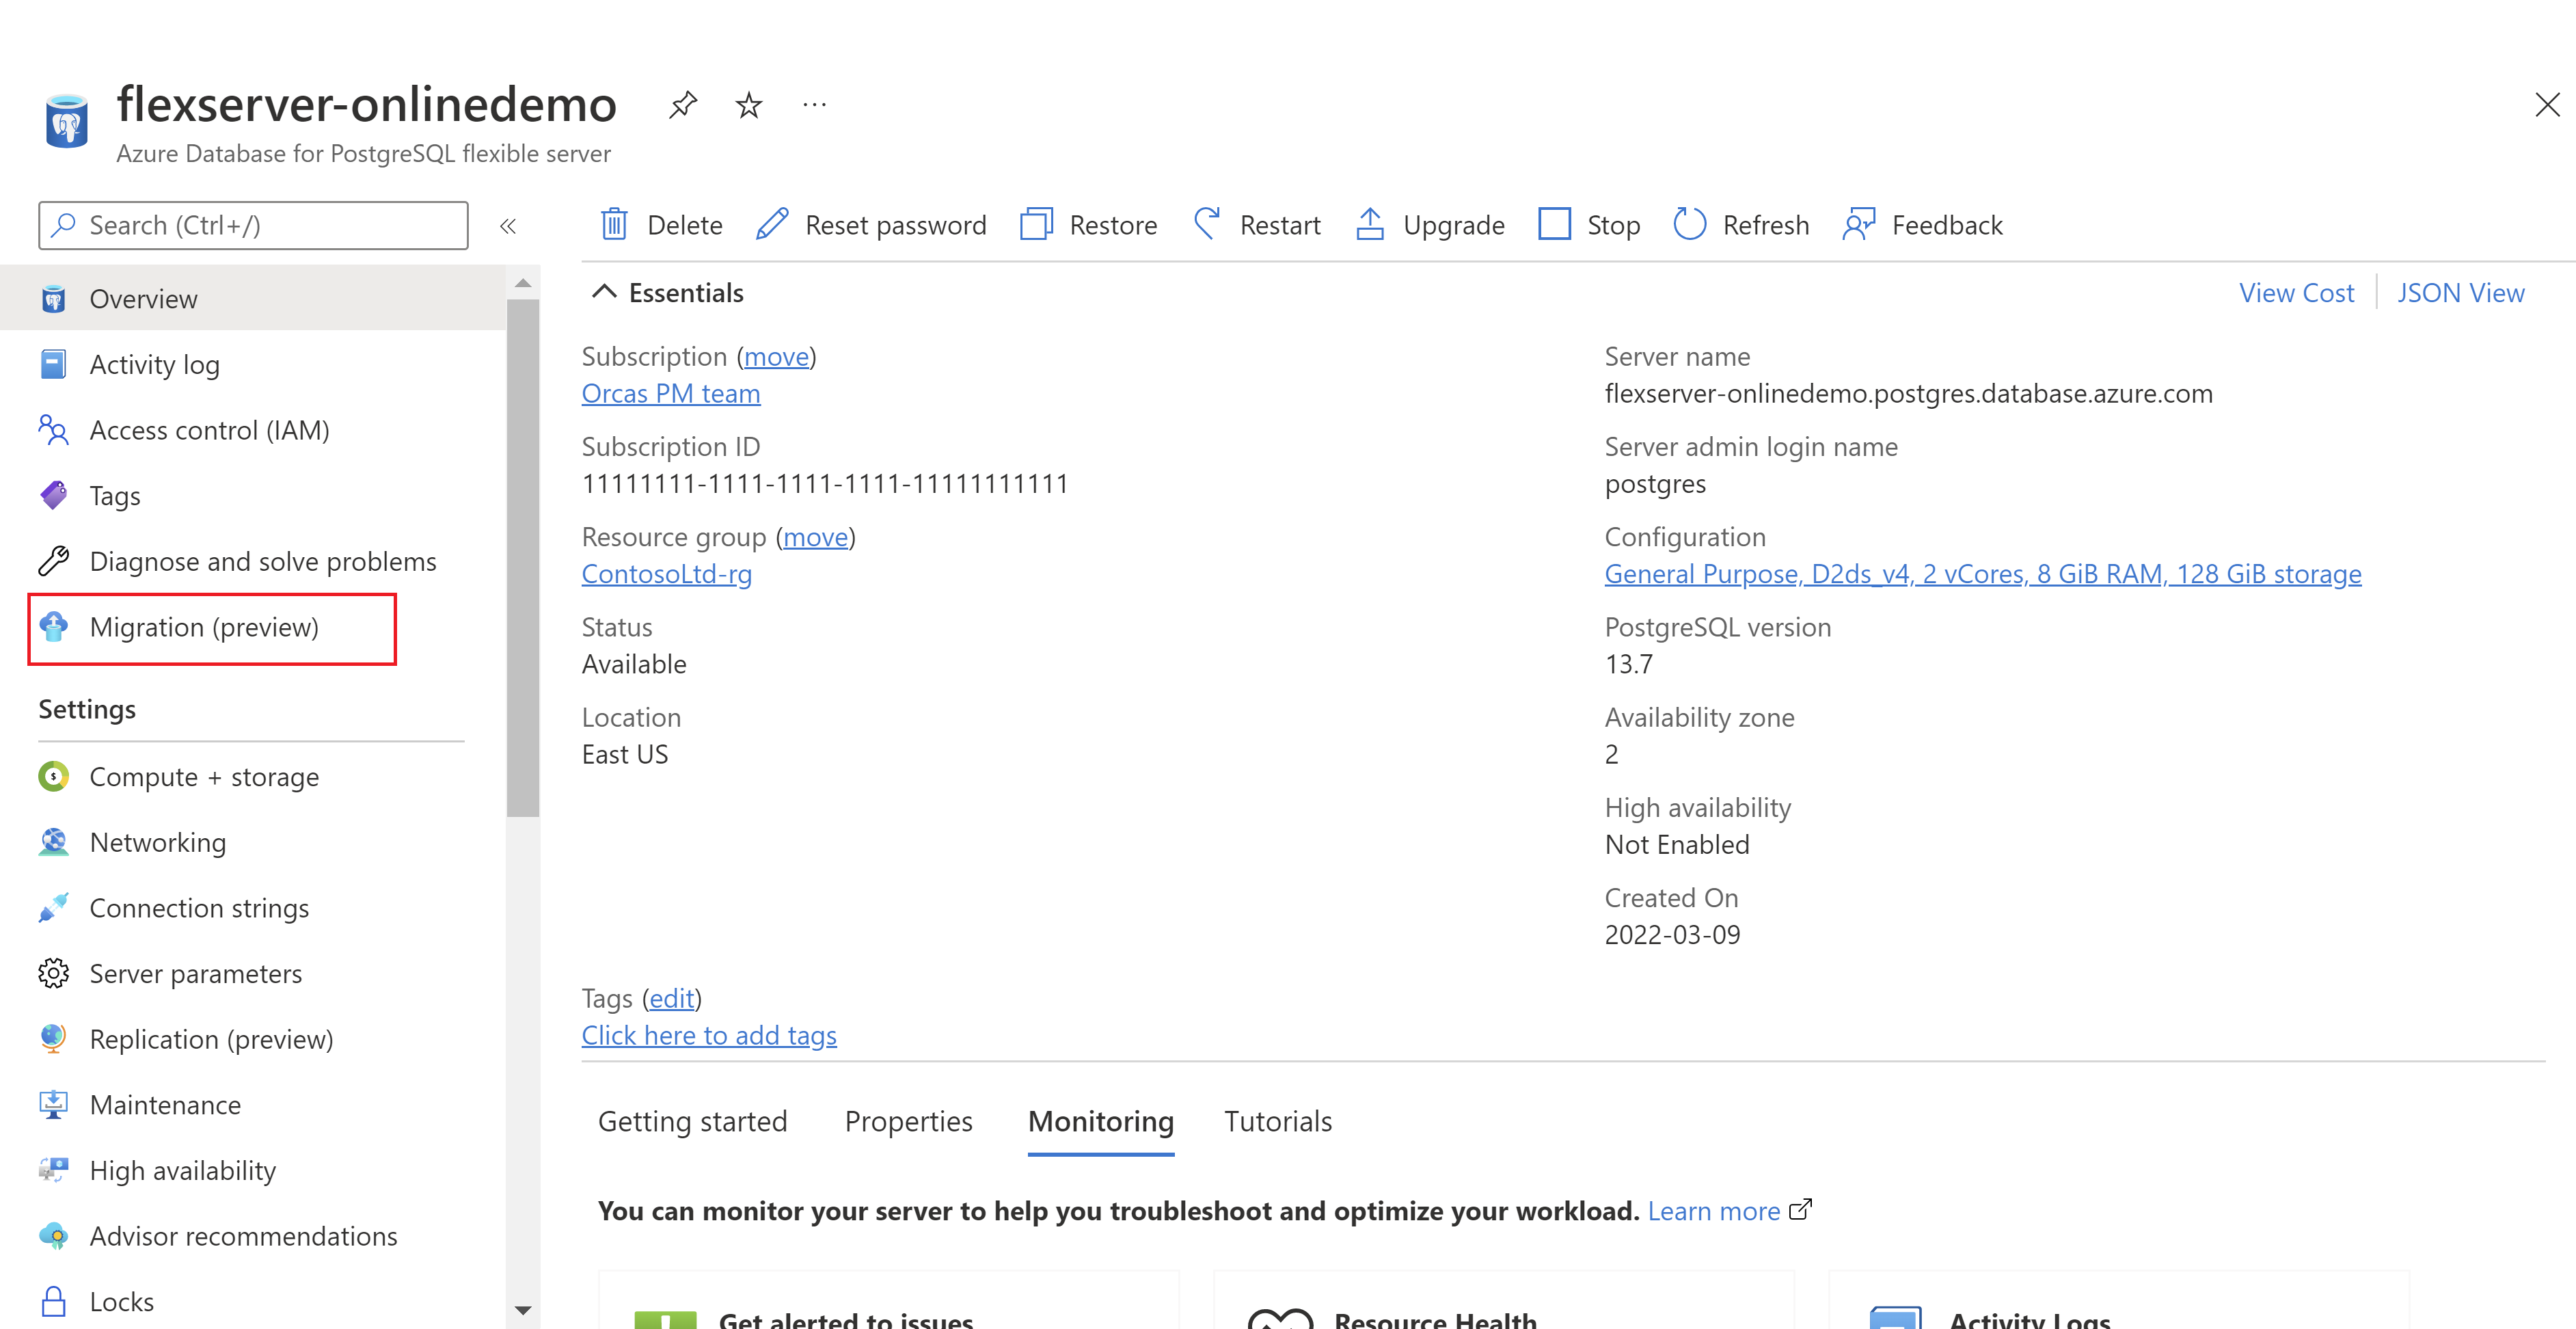 flexserver-onlinedemo
Azure Database for PostgreSQL flexible server
Search (Ctrl+/)
Delete
Reset password
Restore
Restart
Upgrade
Stop
Refresh
Feedback
Overview
Activity log
Access control (IAM)
Tags
Diagnose and solve problems
Migration (preview)
Settings
Compute + storage
Networking
Connection strings
Server parameters
Replication (preview)
Maintenance
High availability
Advisor recommendations
Locks
Essentials
View Cost
JSON View
Subscription (move)
Orcas PM team
Subscription ID
11111111-1111-1111-1111-11111111111
Resource group (move)
ContosoLtd-rg
Status
Available
Location
East US
Server name
flexserver-onlinedemo.postgres.database.azure.com
Server admin login name
postgres
Configuration
General Purpose, D2ds_v4, 2 vCores, 8 GiB RAM, 128 GiB storage
PostgreSQL version
13.7
Availability zone
2
High availability
Not Enabled
Created On
2022-03-09
Tags (edit)
Click here to add tags
Getting started
Properties
Monitoring
Tutorials
You can monitor your server to help you troubleshoot and optimize your workload. Learn more
Get alerted to issues
Resource Health
Activity Logs